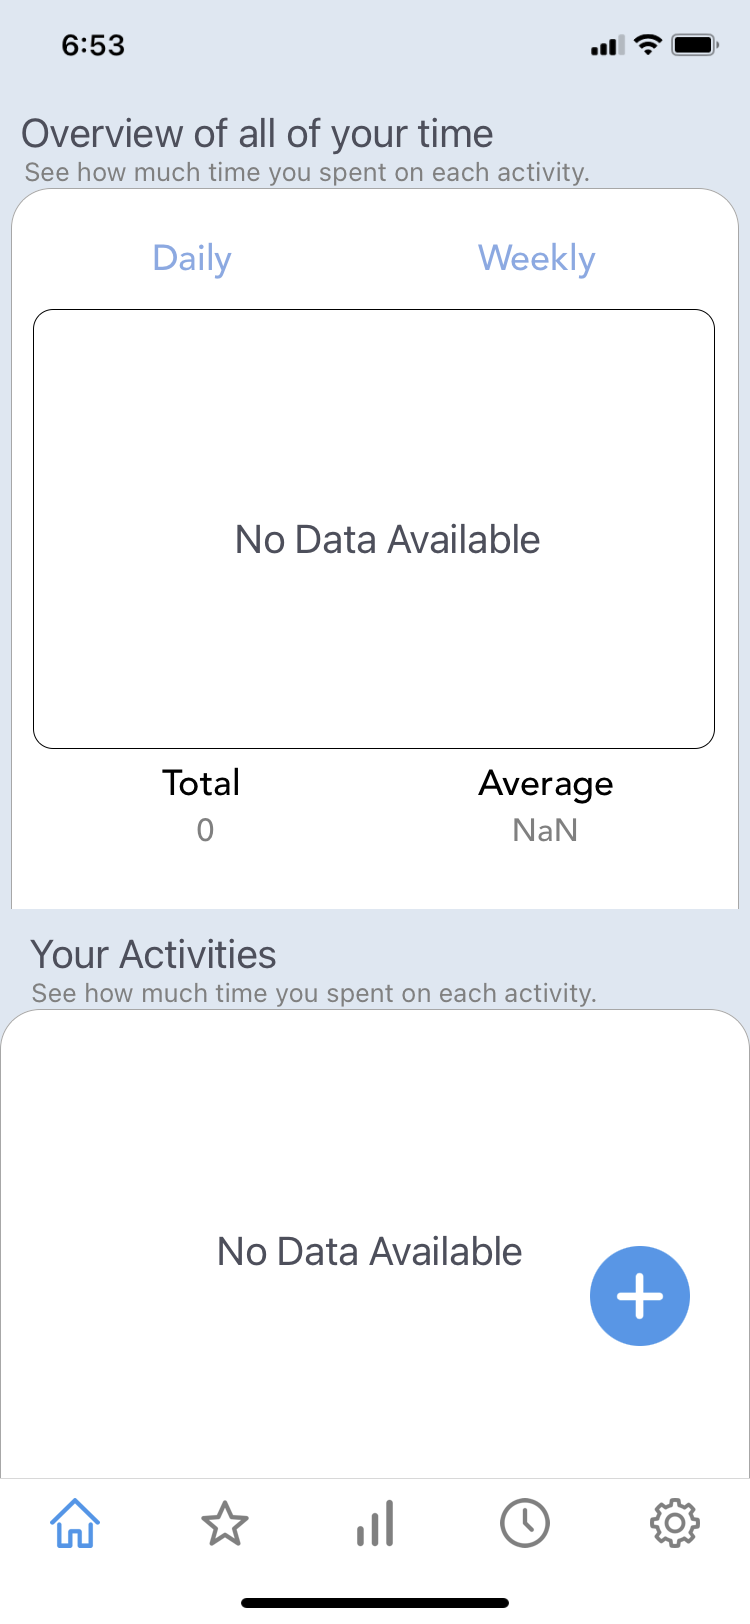 6:53
Overview of all of your time
See how much time you spent on each activity.
Daily Weekly
No Data Available
Total Average
0 NaN
Your Activities
See how much time you spent on each activity.
No Data Available